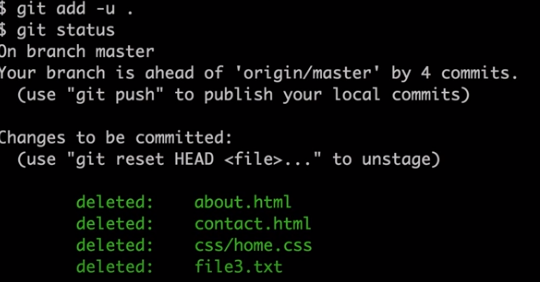 $ git add -u .
$ git status
On branch master
Your branch is ahead of 'origin/master' by 4 commits.
  (use "git push" to publish your local commits)

Changes to be committed:
  (use "git reset HEAD <file>..." to unstage)

        deleted:    about.html
        deleted:    contact.html
        deleted:    css/home.css
        deleted:    file3.txt